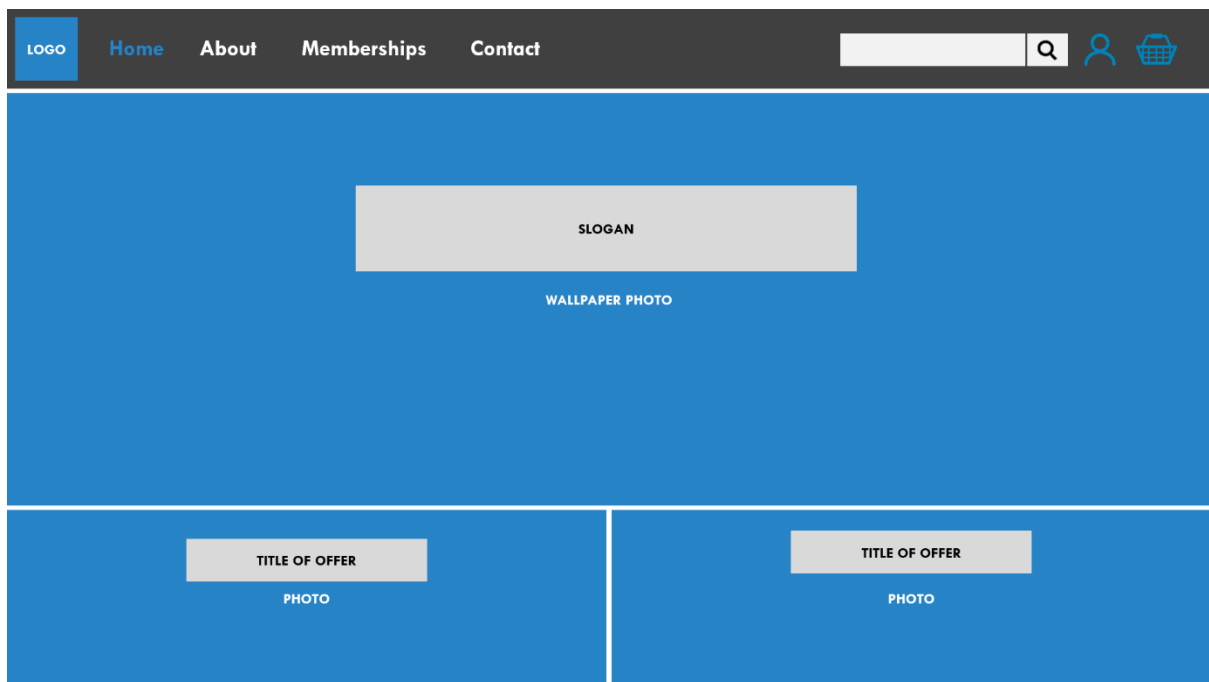 LOGO Home About Memberships Contact
SLOGAN
WALLPAPER PHOTO
TITLE OF OFFER
PHOTO
TITLE OF OFFER
PHOTO